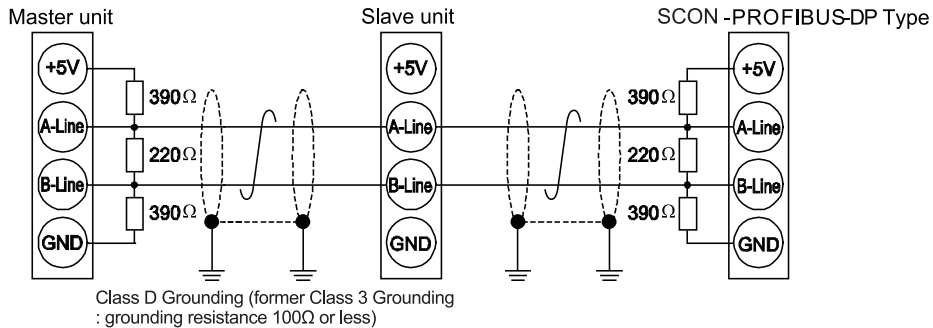 Master unit Slave unit SCON -PROFIBUS-DP Type
+5V +5V +5V
390Ω 390Ω
A-Line A-Line A-Line
220Ω 220Ω
B-Line B-Line B-Line
390Ω 390Ω
GND GND GND
Class D Grounding (former Class 3 Grounding
: grounding resistance 100Ω or less)